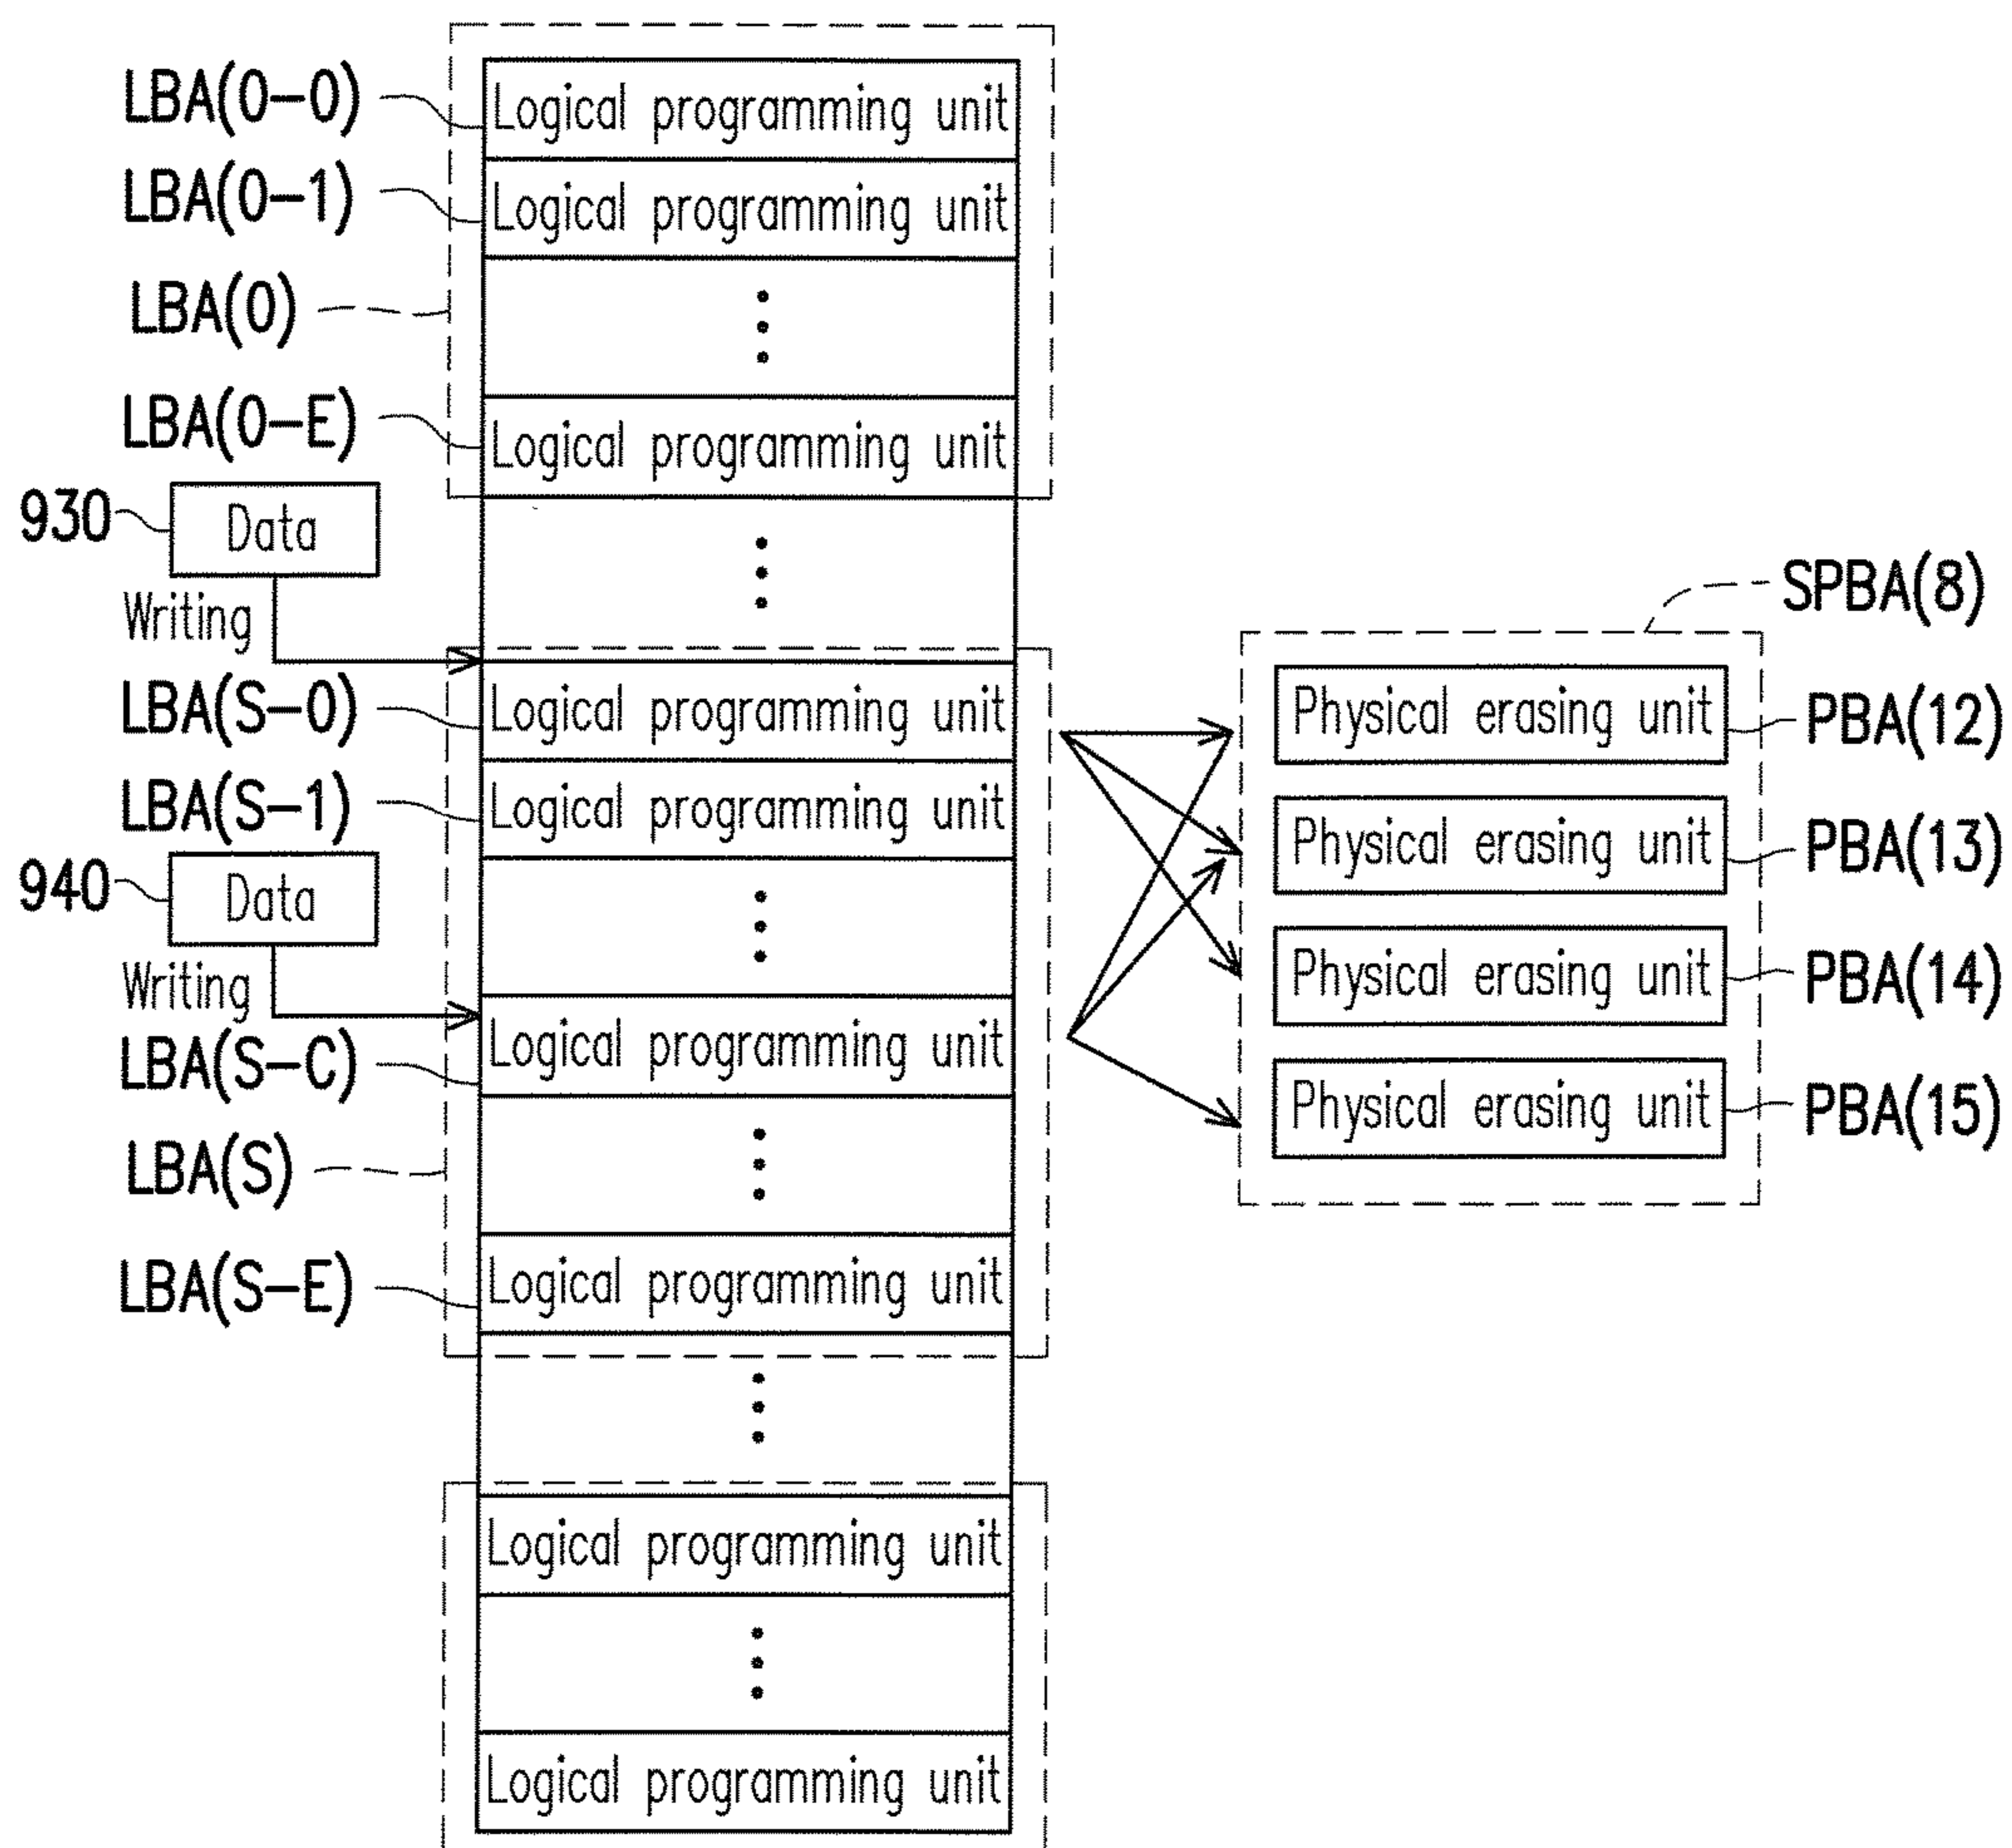 LBA(0-0)
Logical programming unit
LBA(0-1)
Logical programming unit
LBA(0)
LBA(0-E)
Logical programming unit
930
Data
Writing
SPBA(8)
LBA(S-0)
Logical programming unit
Physical erasing unit
PBA(12)
LBA(S-1)
Logical programming unit
Physical erasing unit
PBA(13)
940
Data
Writing
Physical erasing unit
PBA(14)
LBA(S-C)
Logical programming unit
Physical erasing unit
PBA(15)
LBA(S)
LBA(S-E)
Logical programming unit
Logical programming unit
Logical programming unit